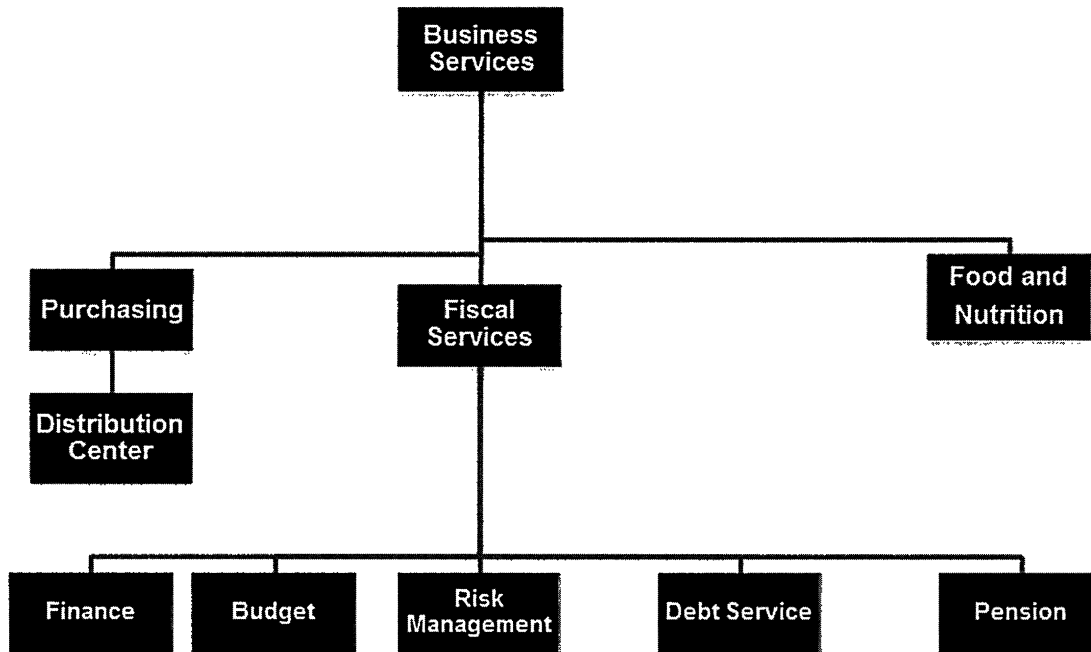 Business
Services
Purchasing
Fiscal
Services
Food and
Nutrition
Distribution
Center
Finance
Budget
Risk
Management
Debt Service
Pension